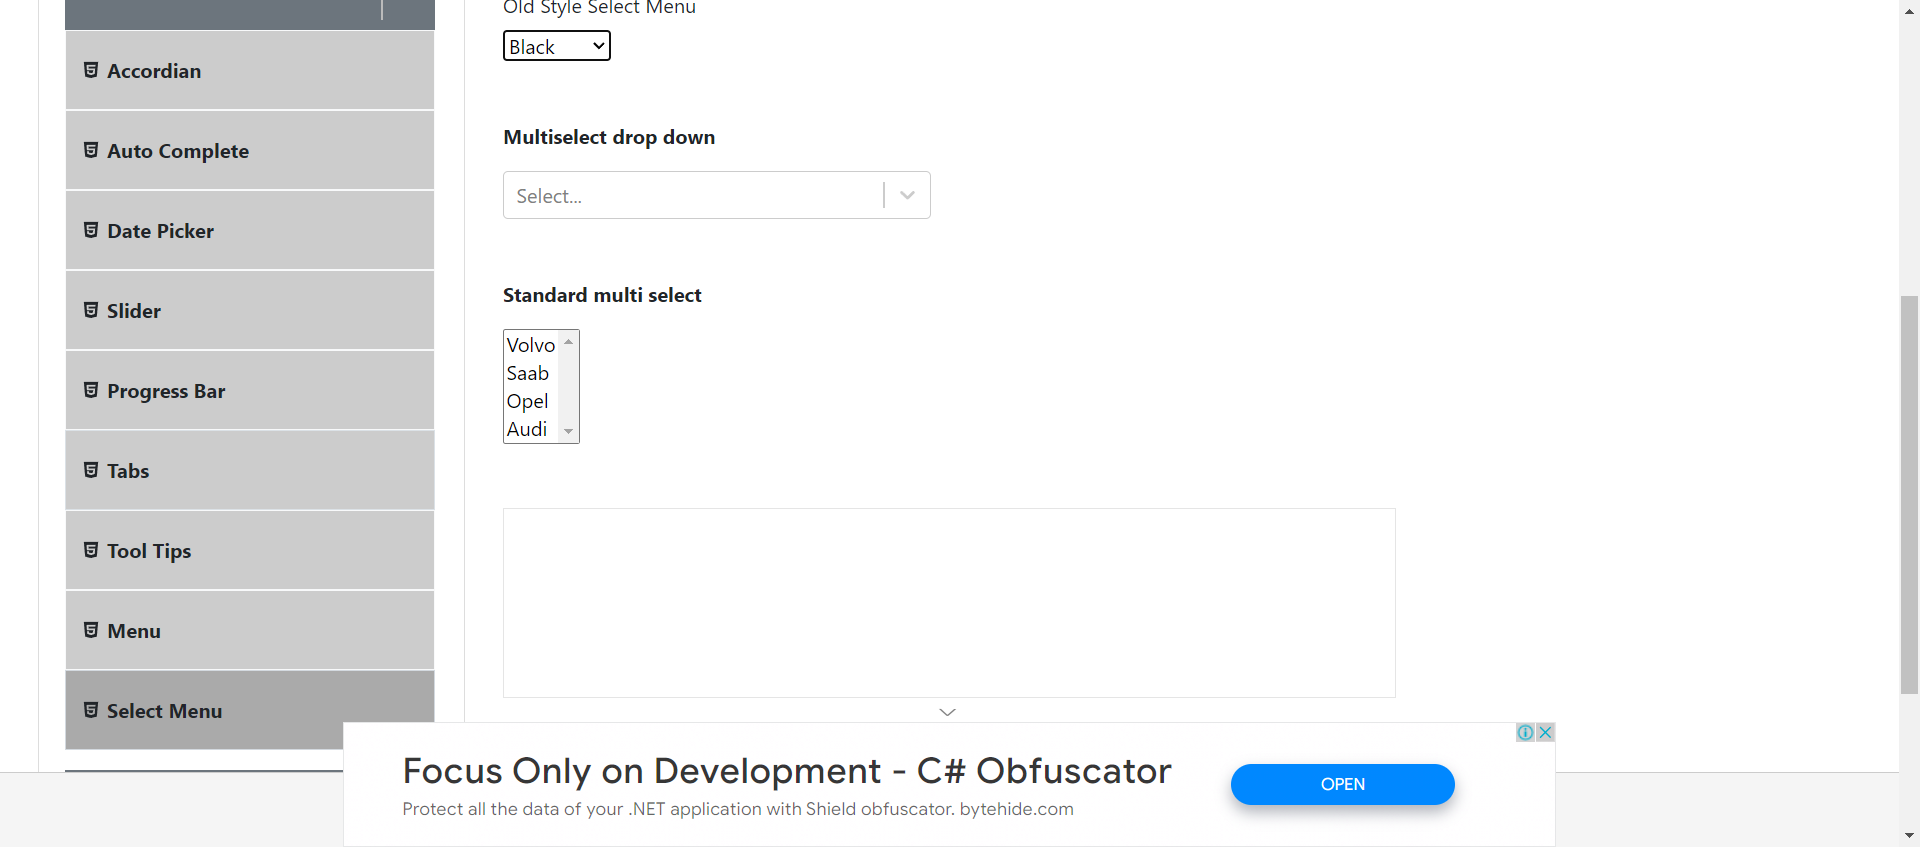 Old Style Select Menu
Black
Accordian
Auto Complete
Date Picker
Slider
Progress Bar
Tabs
Tool Tips
Menu
Select Menu
Multiselect drop down
Select...
Standard multi select
Volvo
Saab
Opel
Audi
Focus Only on Development - C# Obfuscator
Protect all the data of your .NET application with Shield obfuscator. bytehide.com
OPEN